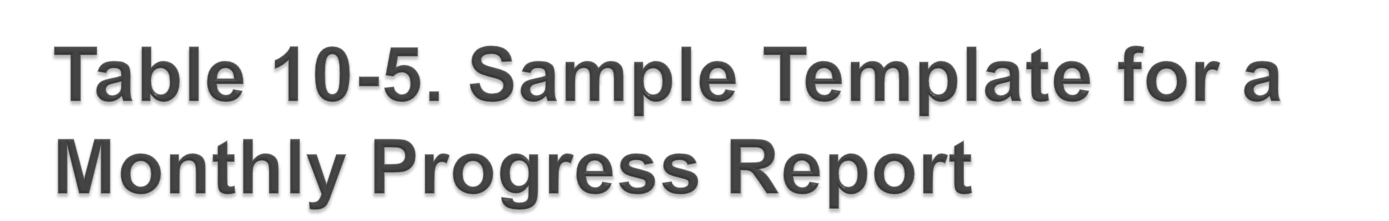 Table 10-5. Sample Template for a
Monthly Progress Report